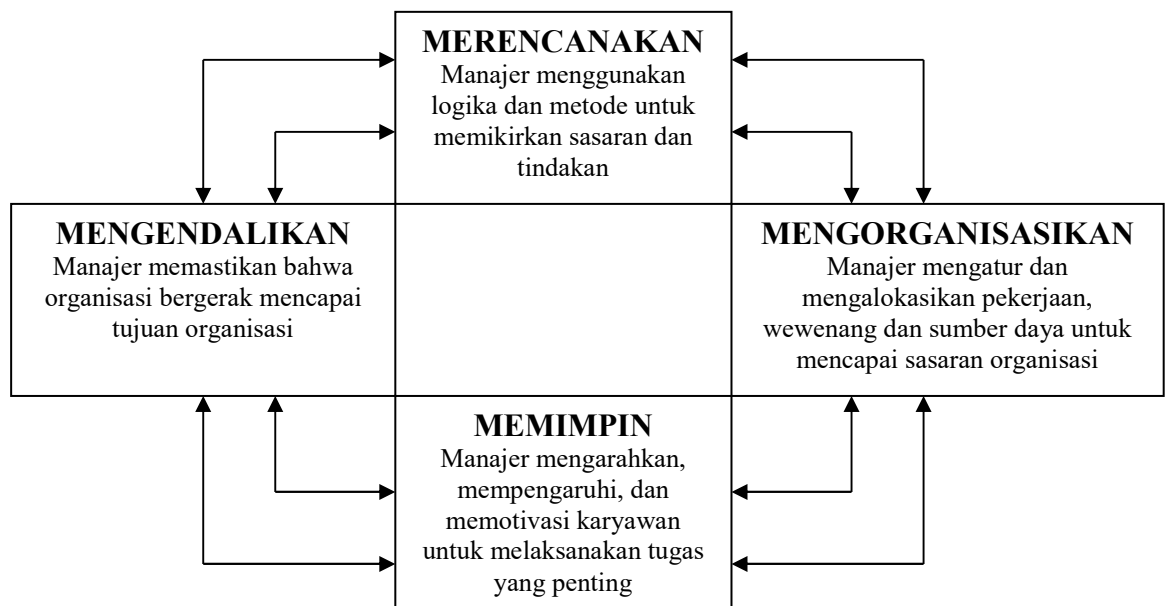 MERENCANAKAN
Manajer menggunakan
logika dan metode untuk
memikirkan sasaran dan
tindakan
MENGENDALIKAN
Manajer memastikan bahwa
organisasi bergerak mencapai
tujuan organisasi
MENGORGANISASIKAN
Manajer mengatur dan
mengalokasikan pekerjaan,
wewenang dan sumber daya untuk
mencapai sasaran organisasi
MEMIMPIN
Manajer mengarahkan,
mempengaruhi, dan
memotivasi karyawan
untuk melaksanakan tugas
yang penting